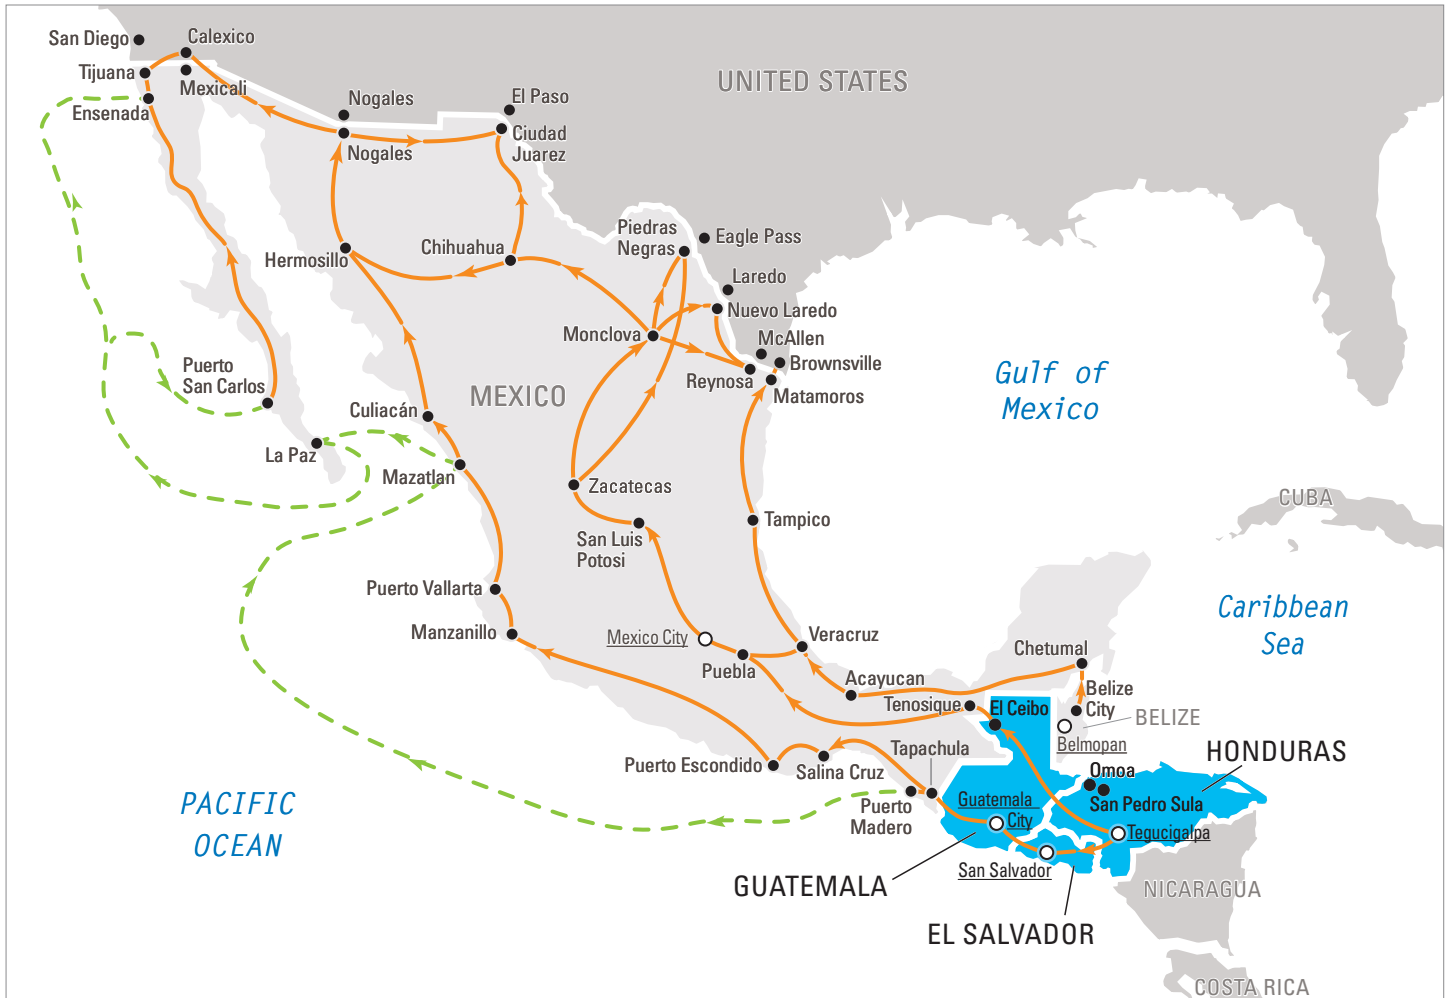 San Diego
Calexico
Tijuana
Mexicali
Ensenada
UNITED STATES
Nogales
El Paso
Nogales
Ciudad
Juarez
Piedras
Negras
Eagle Pass
Hermosillo
Chihuahua
Laredo
Nuevo Laredo
Monclova
McAllen
Brownsville
Reynosa
Matamoros
Puerto
San Carlos
MEXICO
Culiacán
Gulf of
Mexico
La Paz
Mazatlan
Zacatecas
CUBA
Tampico
San Luis
Potosi
Puerto Vallarta
Manzanillo
Mexico City
Puebla
Veracruz
Caribbean
Sea
Chetumal
Acayucan
Tenosique
El Ceibo
Belize
City
BELIZE
Belmopan
HONDURAS
Tapachula
Puerto Escondido
Salina Cruz
Omoa
San Pedro Sula
Puerto
Madero
Guatemala
City
Tegucigalpa
PACIFIC
OCEAN
San Salvador
GUATEMALA
NICARAGUA
EL SALVADOR
COSTA RICA